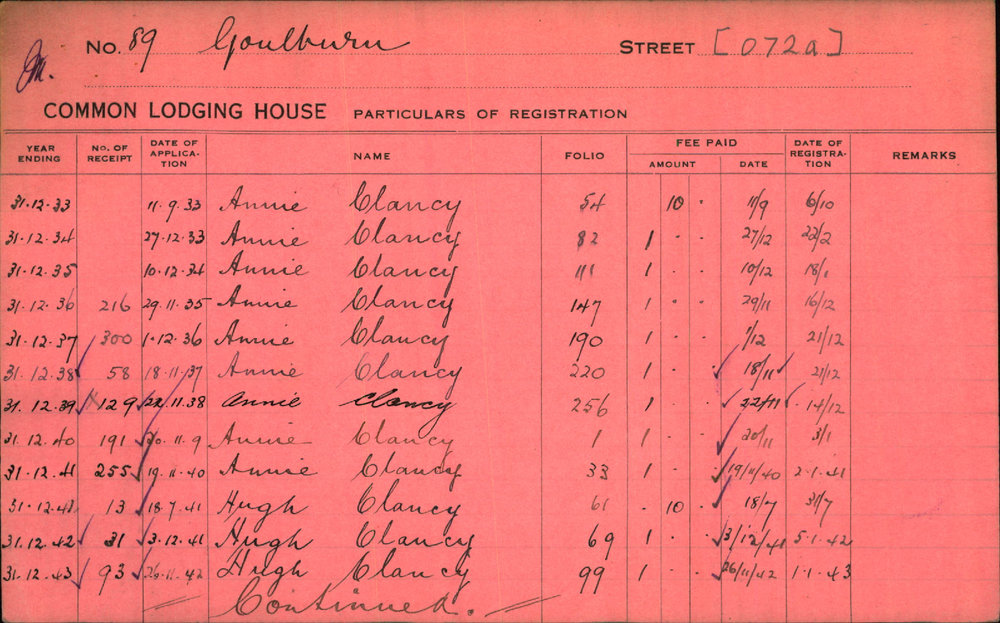 No. 89 Goulburn STREET [072a]
M.
COMMON LODGING HOUSE PARTICULARS OF REGISTRATION
YEAR ENDING NO. OF RECEIPT DATE OF APPLICATION NAME FOLIO FEE PAID AMOUNT DATE DATE OF REGISTRATION REMARKS
31.12.33 11.9.33 Annie Clancy 54 10 . 11/9 6/10
31.12.34 27.12.33 Annie Clancy 82 1 . . 27/12 22/2
31.12.35 10.12.34 Annie Clancy 111 1 . . 10/12 18/1
31.12.36 216 29.11.35 Annie Clancy 147 1 . . 29/11 16/12
31.12.37 300 1.12.36 Annie Clancy 190 1 . . 1/12 21/12
31.12.38 58 18.11.37 Annie Clancy 220 1 . . 18/11 21/12
31.12.39 129 22/11.38 Annie Clancy 256 1 . . 22/11 14/12
31.12.40 191 20.11.9 Annie Clancy 1 1 . . 20/11 3/1
31.12.41 255 19.11.40 Annie Clancy 33 1 . . 19/11/40 2.1.41
31.12.41 13 18.7.41 Hugh Clancy 61 . 10 . 18/7 31/7
31.12.42 31 3.12.41 Hugh Clancy 69 1 . . 3/12/41 5.1.42
31.12.43 93 26.11.42 Hugh Clancy 99 1 . . 26/11/42 1.1.43
Continued.